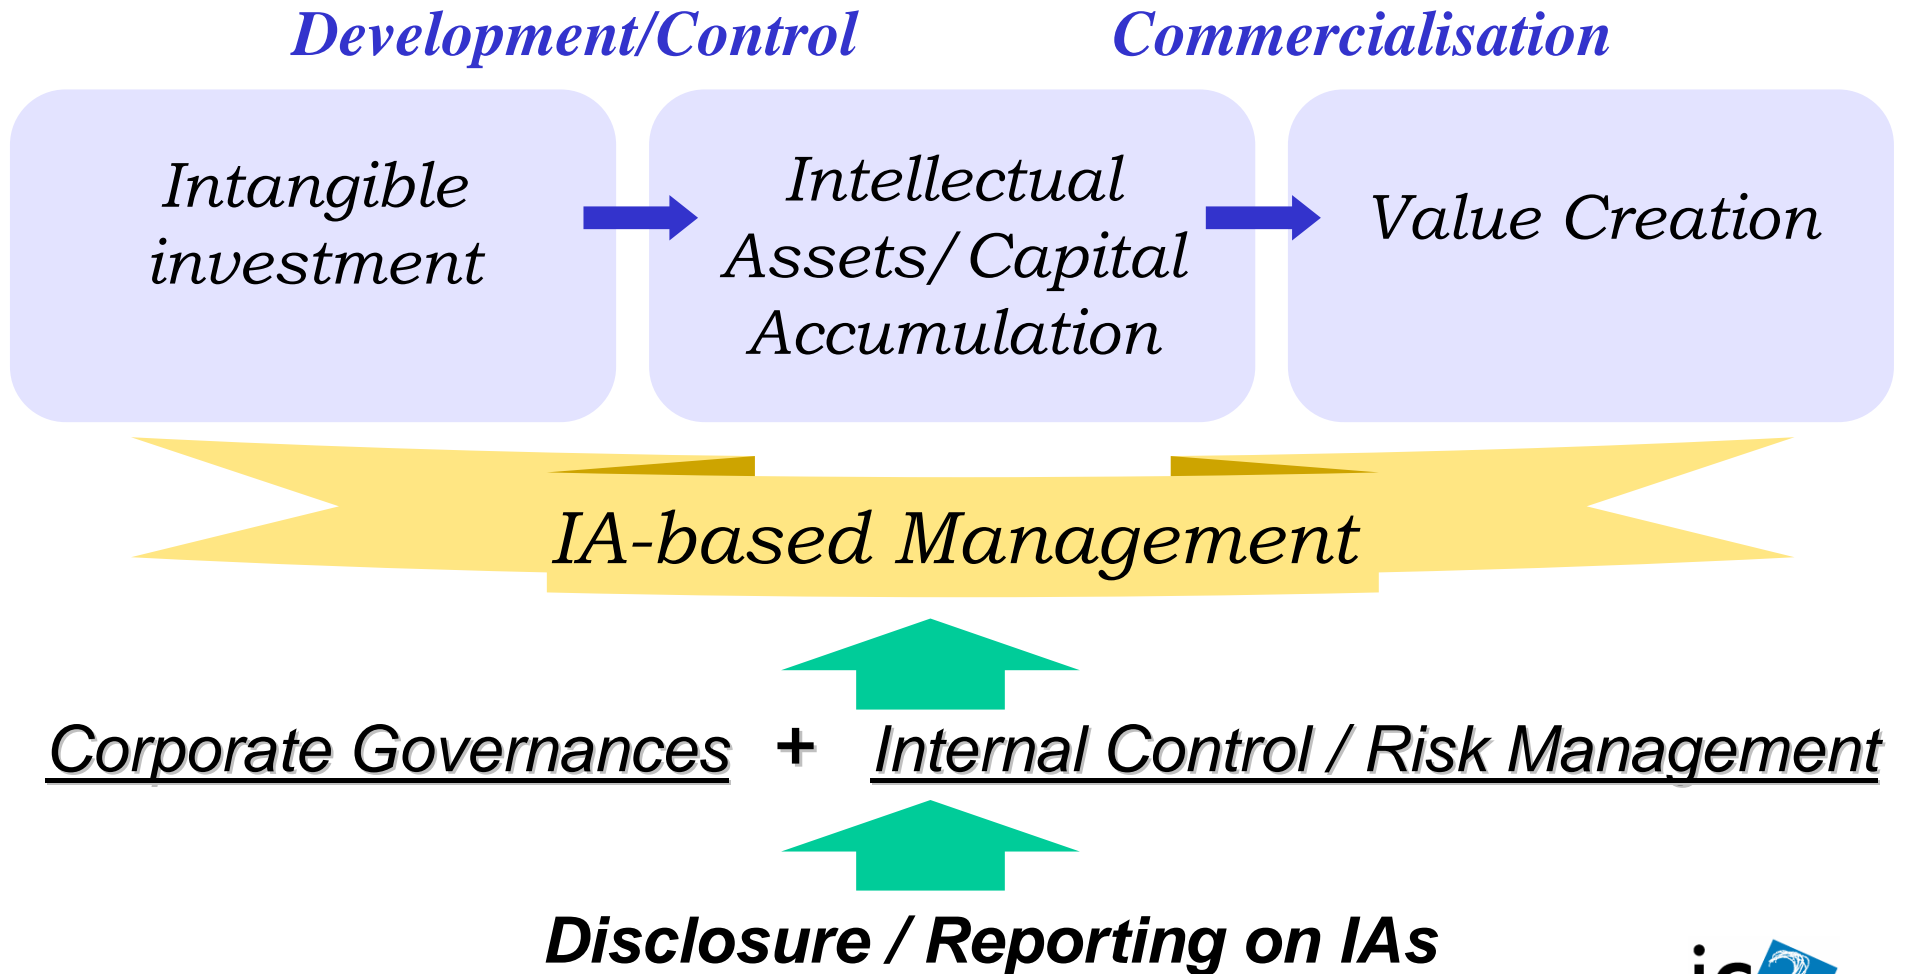 Development/Control Commercialisation
Intangible
investment
Intellectual
Assets/Capital
Accumulation
Value Creation
IA-based Management
Corporate Governances + Internal Control / Risk Management
Disclosure / Reporting on IAs